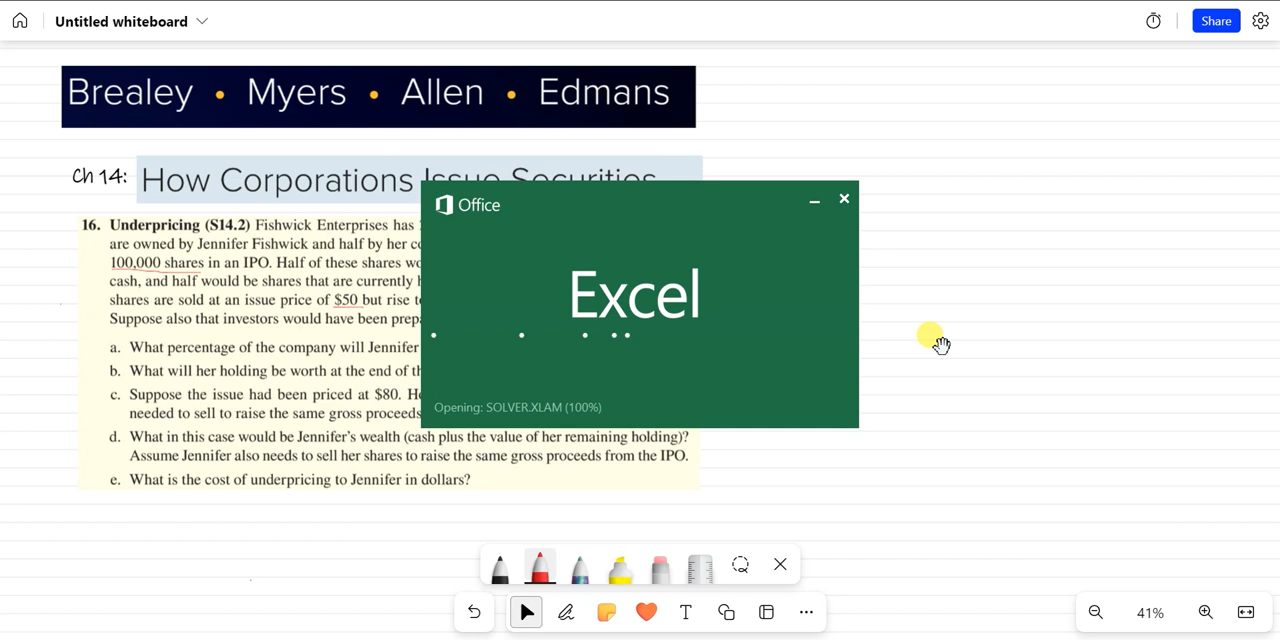 Untitled whiteboard
Share
Brealey • Myers • Allen • Edmans
Ch 14: How Corporations Issue Securities
16. Underpricing (S14.2) Fishwick Enterprises has
are owned by Jennifer Fishwick and half by her
100,000 shares in an IPO. Half of these shares
cash, and half would be shares that are currently
shares are sold at an issue price of $50 but rise
Suppose also that investors would have been
a. What percentage of the company will Jennifer
b. What will her holding be worth at the end of
c. Suppose the issue had been priced at $80.
needed to sell to raise the same gross proceeds
d. What in this case would be Jennifer's wealth (cash plus the value of her remaining holding)?
Assume Jennifer also needs to sell her shares to raise the same gross proceeds from the IPO.
e. What is the cost of underpricing to Jennifer in dollars?
Office
Excel
Opening: SOLVER.XLAM (100%)
41%